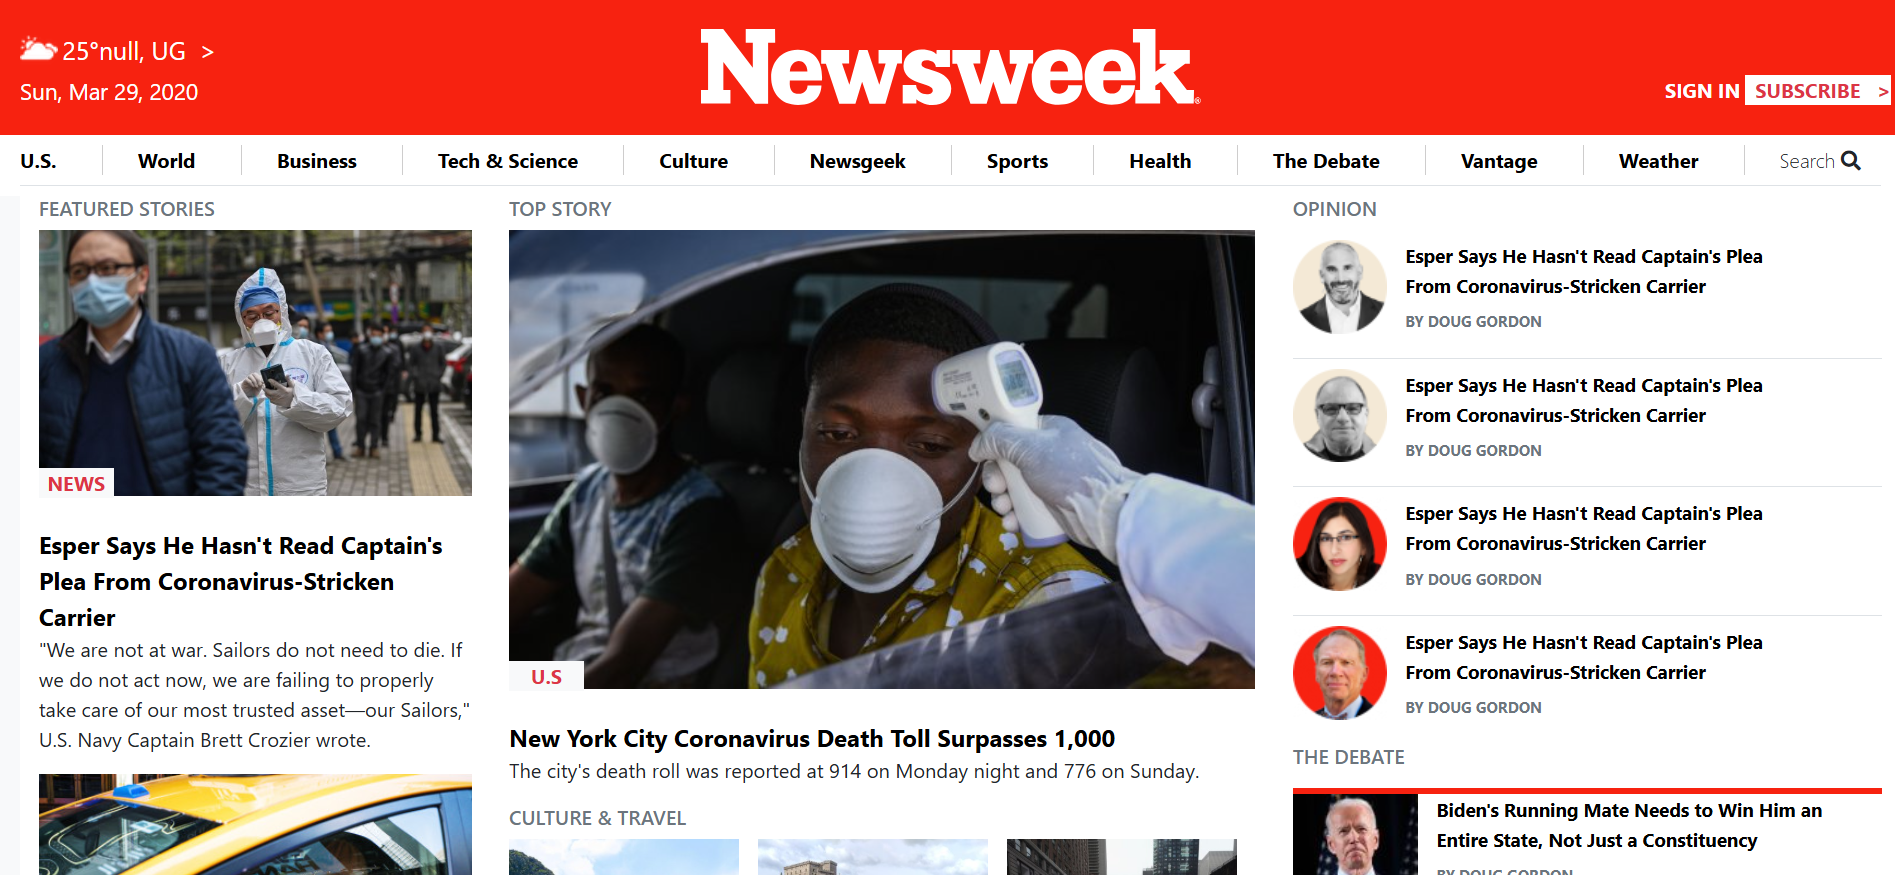 25°null, UG >
Sun, Mar 29, 2020
Newsweek
SIGN IN SUBSCRIBE >
U.S. World Business Tech & Science Culture Newsgeek Sports Health The Debate Vantage Weather Search
FEATURED STORIES
NEWS
Esper Says He Hasn't Read Captain's
Plea From Coronavirus-Stricken
Carrier
"We are not at war. Sailors do not need to die. If
we do not act now, we are failing to properly
take care of our most trusted asset—our Sailors,"
U.S. Navy Captain Brett Crozier wrote.
TOP STORY
U.S
New York City Coronavirus Death Toll Surpasses 1,000
The city's death roll was reported at 914 on Monday night and 776 on Sunday.
CULTURE & TRAVEL
OPINION
Esper Says He Hasn't Read Captain's Plea
From Coronavirus-Stricken Carrier
BY DOUG GORDON
Esper Says He Hasn't Read Captain's Plea
From Coronavirus-Stricken Carrier
BY DOUG GORDON
Esper Says He Hasn't Read Captain's Plea
From Coronavirus-Stricken Carrier
BY DOUG GORDON
Esper Says He Hasn't Read Captain's Plea
From Coronavirus-Stricken Carrier
BY DOUG GORDON
THE DEBATE
Biden's Running Mate Needs to Win Him an
Entire State, Not Just a Constituency
BY DOUG GORDON